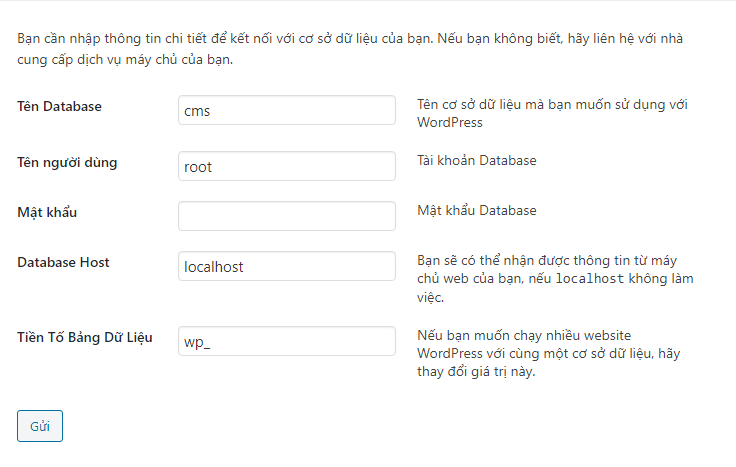 Bạn cần nhập thông tin chi tiết để kết nối với cơ sở dữ liệu của bạn. Nếu bạn không biết, hãy liên hệ với nhà
cung cấp dịch vụ máy chủ của bạn.
Tên Database
cms
Tên cơ sở dữ liệu mà bạn muốn sử dụng với
WordPress
Tên người dùng
root
Tài khoản Database
Mật khẩu
Mật khẩu Database
Database Host
localhost
Bạn sẽ có thể nhận được thông tin từ máy
chủ web của bạn, nếu localhost không làm
việc.
Tiền Tố Bảng Dữ Liệu
wp_
Nếu bạn muốn chạy nhiều website
WordPress với cùng một cơ sở dữ liệu, hãy
thay đổi giá trị này.
Gửi